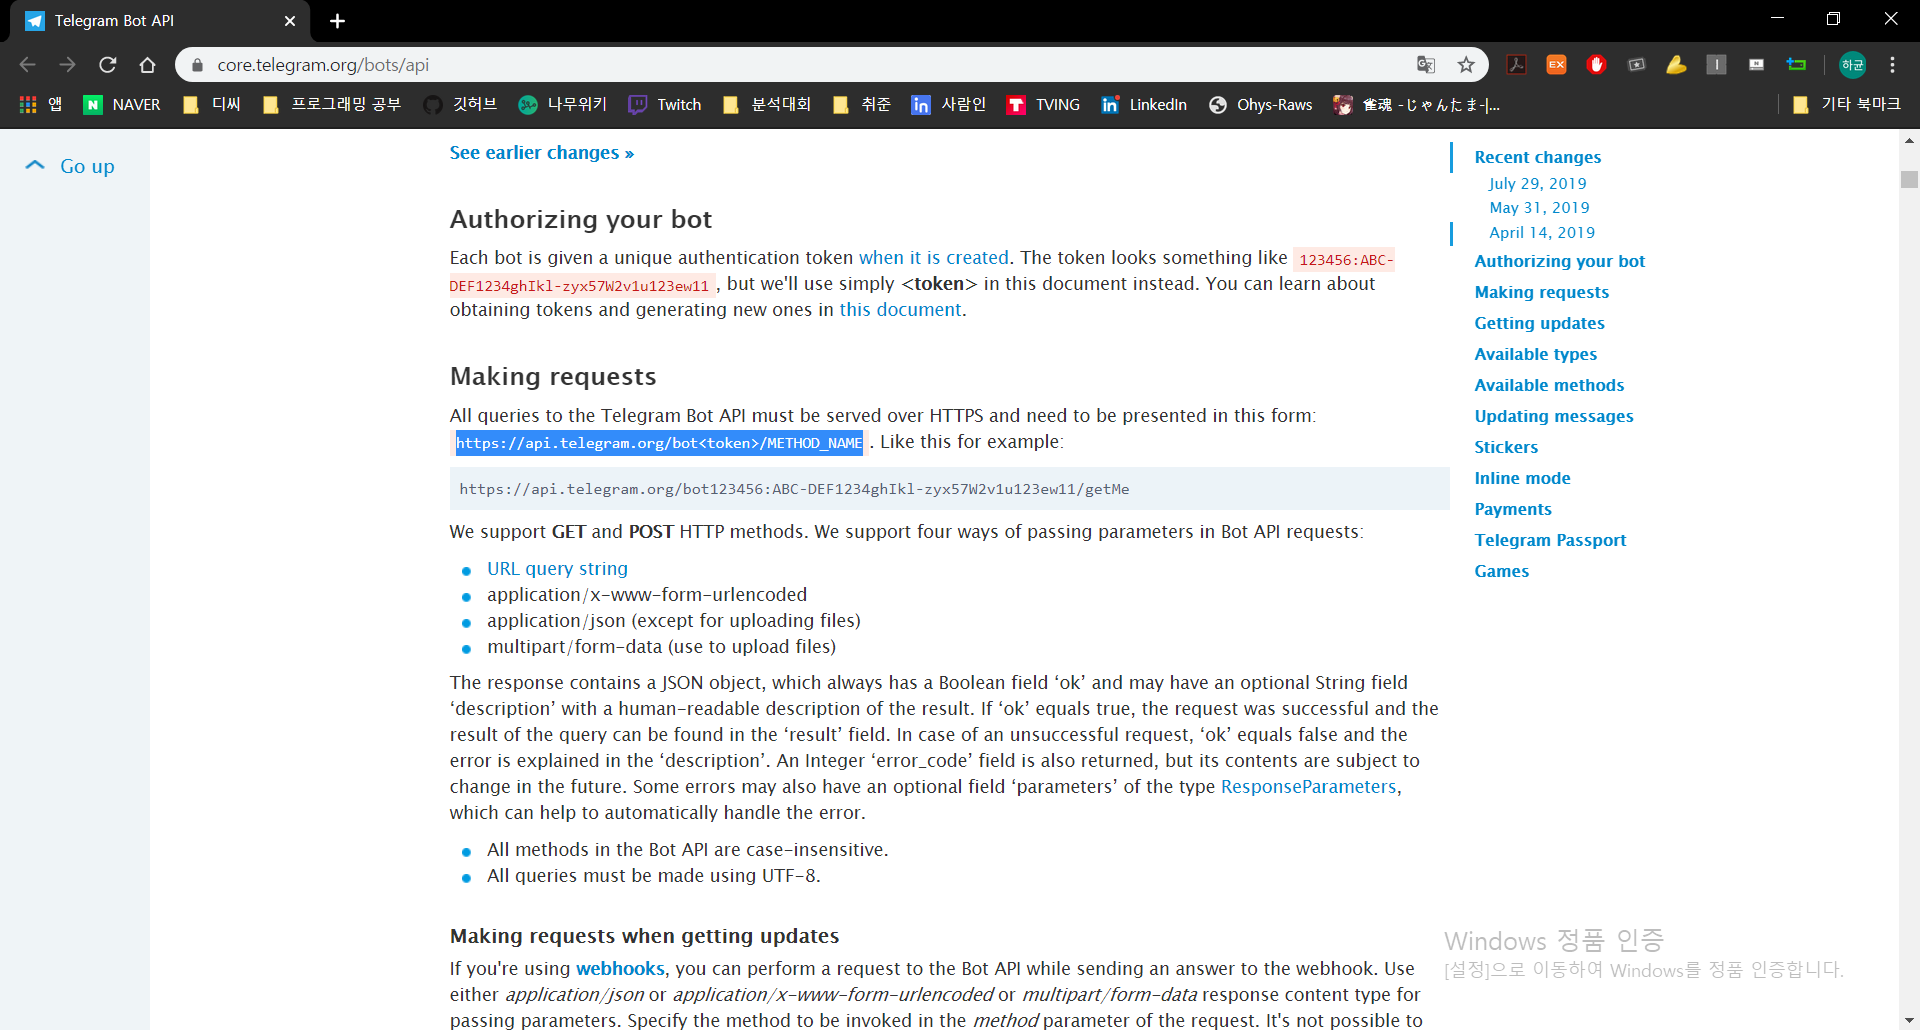 Telegram Bot API
core.telegram.org/bots/api
하균
앱 NAVER 디씨 프로그래밍 공부 깃허브 나무위키 Twitch 분석대회 취준 사람인 TVING LinkedIn Ohys-Raws 雀魂 -じゃんたま-|... 기타 북마크
Go up
See earlier changes »
Authorizing your bot
Each bot is given a unique authentication token when it is created. The token looks something like 123456:ABC-
DEF1234ghIkl-zyx57W2v1u123ew11 , but we'll use simply <token> in this document instead. You can learn about
obtaining tokens and generating new ones in this document.
Making requests
All queries to the Telegram Bot API must be served over HTTPS and need to be presented in this form:
https://api.telegram.org/bot<token>/METHOD_NAME . Like this for example:
https://api.telegram.org/bot123456:ABC-DEF1234ghIkl-zyx57W2v1u123ew11/getMe
We support GET and POST HTTP methods. We support four ways of passing parameters in Bot API requests:
URL query string
application/x-www-form-urlencoded
application/json (except for uploading files)
multipart/form-data (use to upload files)
The response contains a JSON object, which always has a Boolean field ‘ok’ and may have an optional String field
‘description’ with a human-readable description of the result. If ‘ok’ equals true, the request was successful and the
result of the query can be found in the ‘result’ field. In case of an unsuccessful request, ‘ok’ equals false and the
error is explained in the ‘description’. An Integer ‘error_code’ field is also returned, but its contents are subject to
change in the future. Some errors may also have an optional field ‘parameters’ of the type ResponseParameters,
which can help to automatically handle the error.
All methods in the Bot API are case-insensitive.
All queries must be made using UTF-8.
Making requests when getting updates
If you're using webhooks, you can perform a request to the Bot API while sending an answer to the webhook. Use
either application/json or application/x-www-form-urlencoded or multipart/form-data response content type for
passing parameters. Specify the method to be invoked in the method parameter of the request. It's not possible to
Recent changes
July 29, 2019
May 31, 2019
April 14, 2019
Authorizing your bot
Making requests
Getting updates
Available types
Available methods
Updating messages
Stickers
Inline mode
Payments
Telegram Passport
Games
Windows 정품 인증
[설정]으로 이동하여 Windows를 정품 인증합니다.